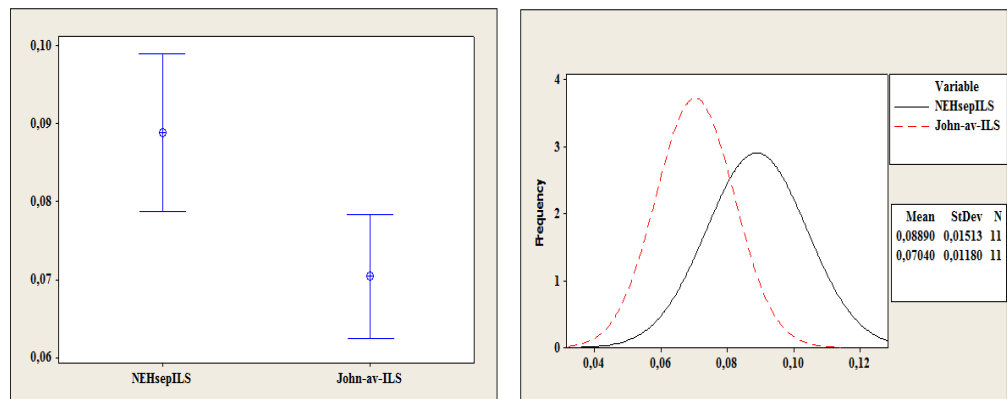 0,10
0,09
0,08
0,07
0,06
NEHsepILS John-av-ILS
Frequency
4
3
2
1
0
0,04 0,06 0,08 0,10 0,12
Variable
NEHsepILS
John-av-ILS
Mean StDev N
0,08890 0,01513 11
0,07040 0,01180 11